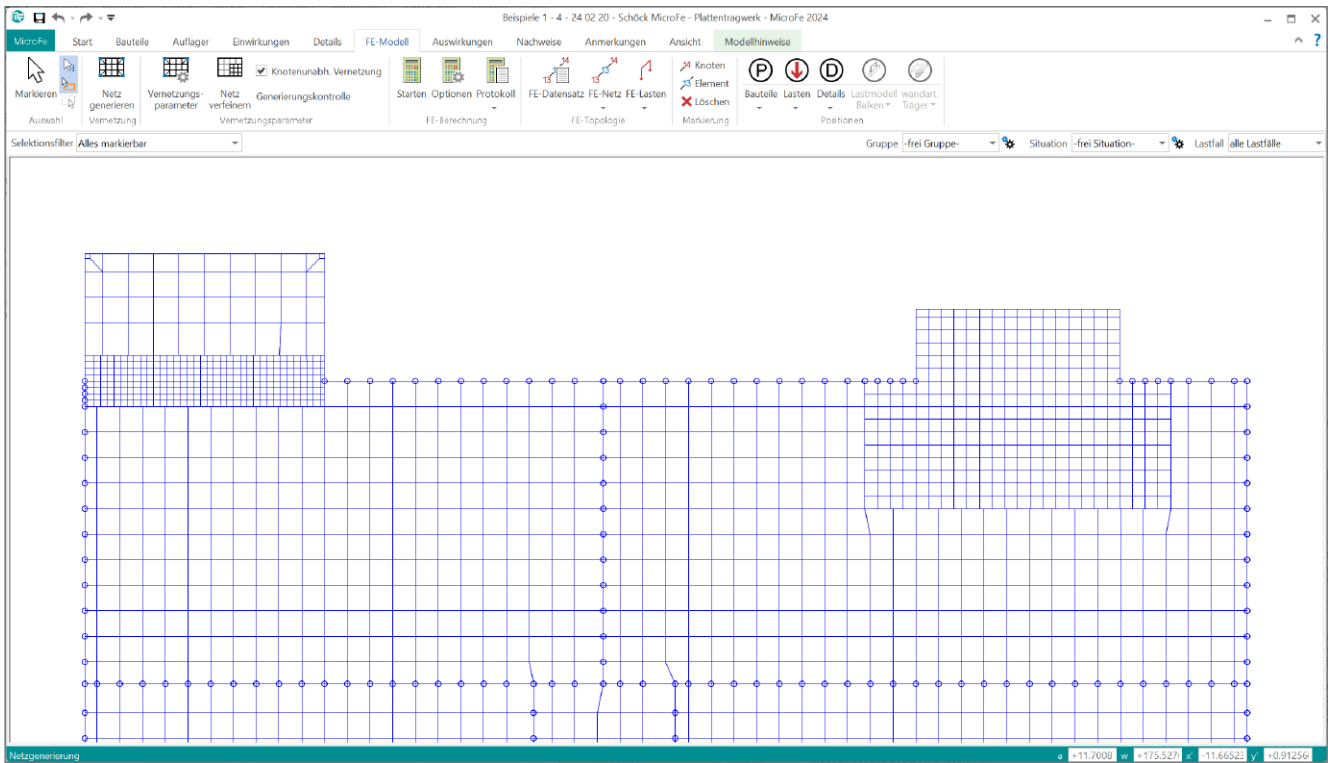 Beispiele 1 - 4 - 24 02 20 - Schöck MicroFe - Plattentragwerk - MicroFe 2024
MicroFe Start Bauteile Auflager Einwirkungen Details FE-Modell Auswirkungen Nachweise Anmerkungen Ansicht Modellhinweise
Markieren
Auswahl
Netz
generieren
Vernetzung
Vernetzungs-
parameter
Netz
verfeinern
Knotenunabh. Vernetzung
Generierungskontrolle
Vernetzungsparameter
Starten Optionen Protokoll
FE-Berechnung
FE-Datensatz FE-Netz FE-Lasten
FE-Topologie
Knoten
Element
Löschen
Markierung
Bauteile Lasten Details
Lastmodell
Balken
wandart.
Träger
Positionen
Selektionsfilter Alles markierbar Gruppe -frei Gruppe- Situation -frei Situation- Lastfall alle Lastfälle
Netzgenerierung a +11.7008 w +175.527 x' -11.6652 y' +0.91256